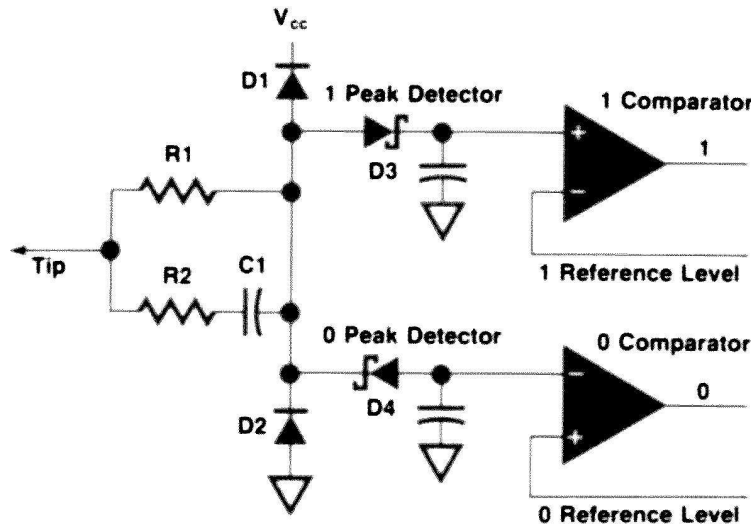 Vcc
D1
1 Peak Detector
1 Comparator
+
1
R1
D3
−
Tip
R2
C1
1 Reference Level
0 Peak Detector
0 Comparator
−
0
D2
D4
+
0 Reference Level